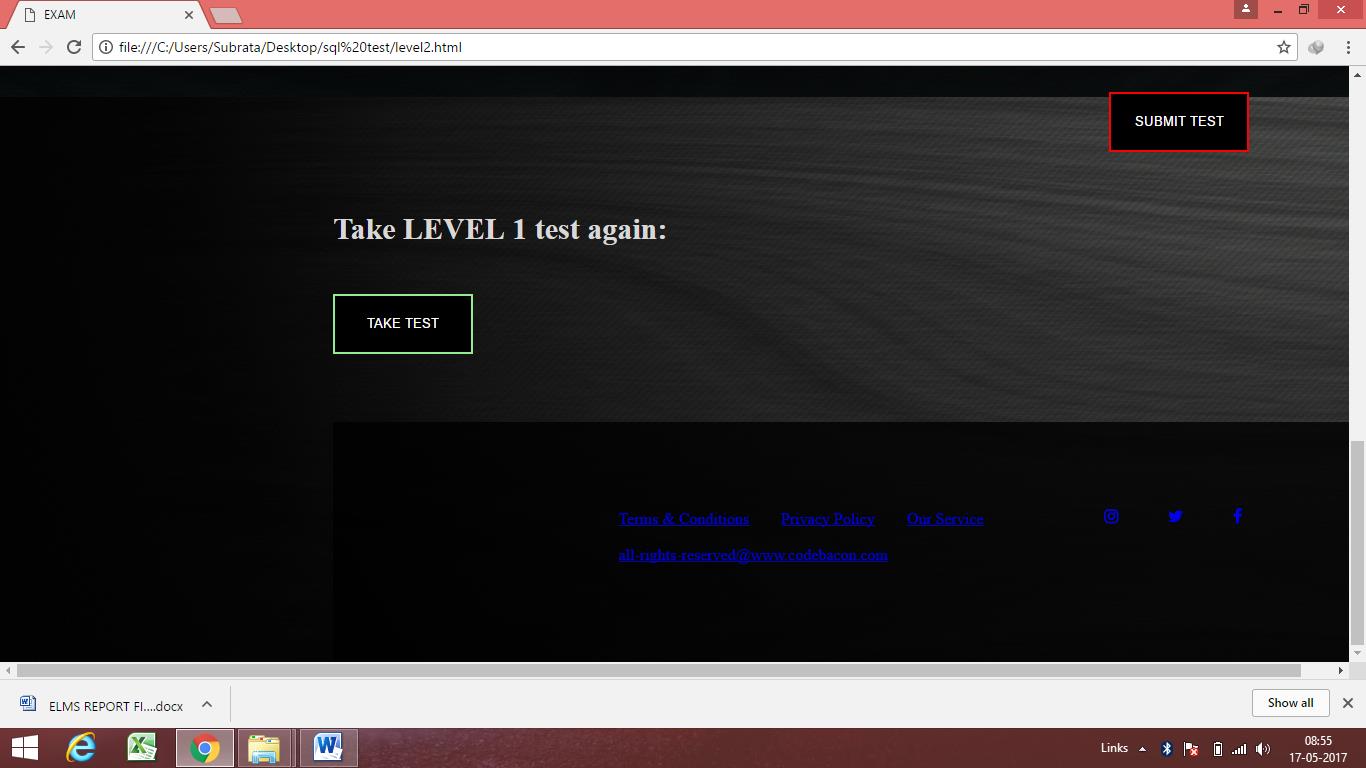 EXAM
file:///C:/Users/Subrata/Desktop/sql%20test/level2.html
SUBMIT TEST
Take LEVEL 1 test again:
TAKE TEST
Terms & Conditions Privacy Policy Our Service
all-rights-reserved@www.codebacon.com
ELMS REPORT FI....docx
Show all
Links
08:55
17-05-2017